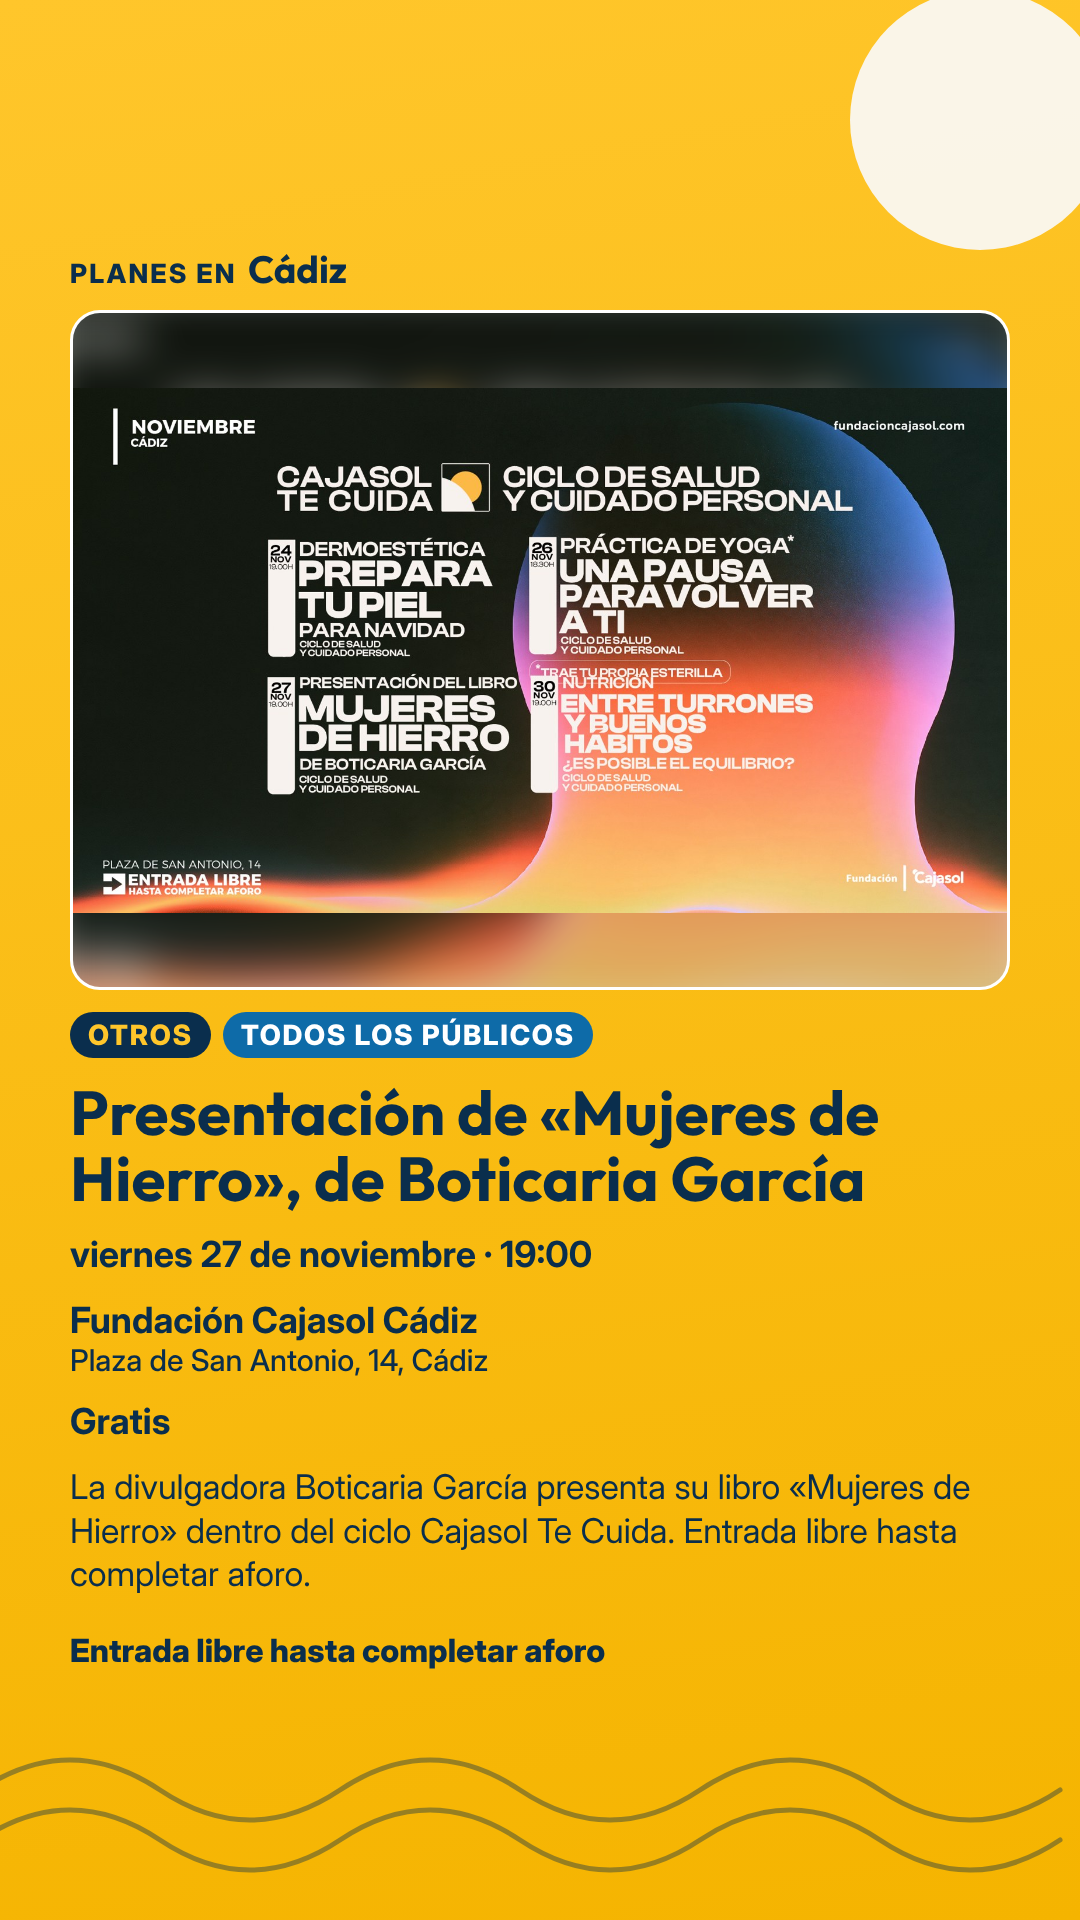 PLANES EN Cádiz
NOVIEMBRE
CÁDIZ
fundacioncajasol.com
CAJASOL
TE CUIDA
CICLO DE SALUD
Y CUIDADO PERSONAL
24
NOV
19.00H
DERMOESTÉTICA
PREPARA
TU PIEL
PARA NAVIDAD
CICLO DE SALUD
Y CUIDADO PERSONAL
26
NOV
18.30H
PRÁCTICA DE YOGA*
UNA PAUSA
PARA VOLVER
A TI
CICLO DE SALUD
Y CUIDADO PERSONAL
*TRAE TU PROPIA ESTERILLA
27
NOV
19.00H
PRESENTACIÓN DEL LIBRO
MUJERES
DE HIERRO
DE BOTICARIA GARCÍA
CICLO DE SALUD
Y CUIDADO PERSONAL
30
NOV
19.00H
NUTRICIÓN
ENTRE TURRONES
Y BUENOS
HÁBITOS
¿ES POSIBLE EL EQUILIBRIO?
CICLO DE SALUD
Y CUIDADO PERSONAL
PLAZA DE SAN ANTONIO, 14
ENTRADA LIBRE
HASTA COMPLETAR AFORO
Fundación Cajasol
OTROS TODOS LOS PÚBLICOS
Presentación de «Mujeres de
Hierro», de Boticaria García
viernes 27 de noviembre · 19:00
Fundación Cajasol Cádiz
Plaza de San Antonio, 14, Cádiz
Gratis
La divulgadora Boticaria García presenta su libro «Mujeres de
Hierro» dentro del ciclo Cajasol Te Cuida. Entrada libre hasta
completar aforo.
Entrada libre hasta completar aforo